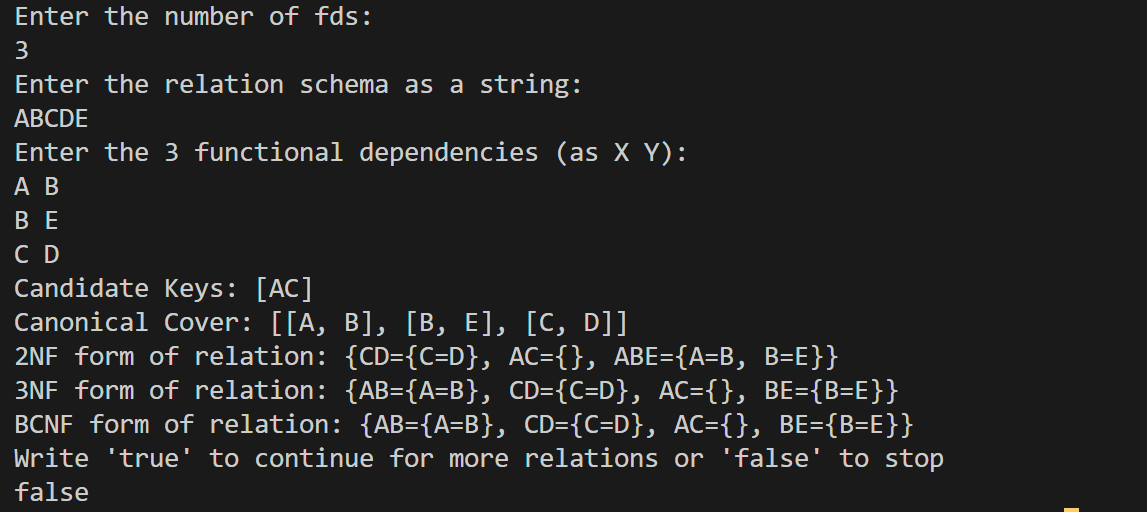 Enter the number of fds:
3
Enter the relation schema as a string:
ABCDE
Enter the 3 functional dependencies (as X Y):
A B
B E
C D
Candidate Keys: [AC]
Canonical Cover: [[A, B], [B, E], [C, D]]
2NF form of relation: {CD={C=D}, AC={}, ABE={A=B, B=E}}
3NF form of relation: {AB={A=B}, CD={C=D}, AC={}, BE={B=E}}
BCNF form of relation: {AB={A=B}, CD={C=D}, AC={}, BE={B=E}}
Write 'true' to continue for more relations or 'false' to stop
false